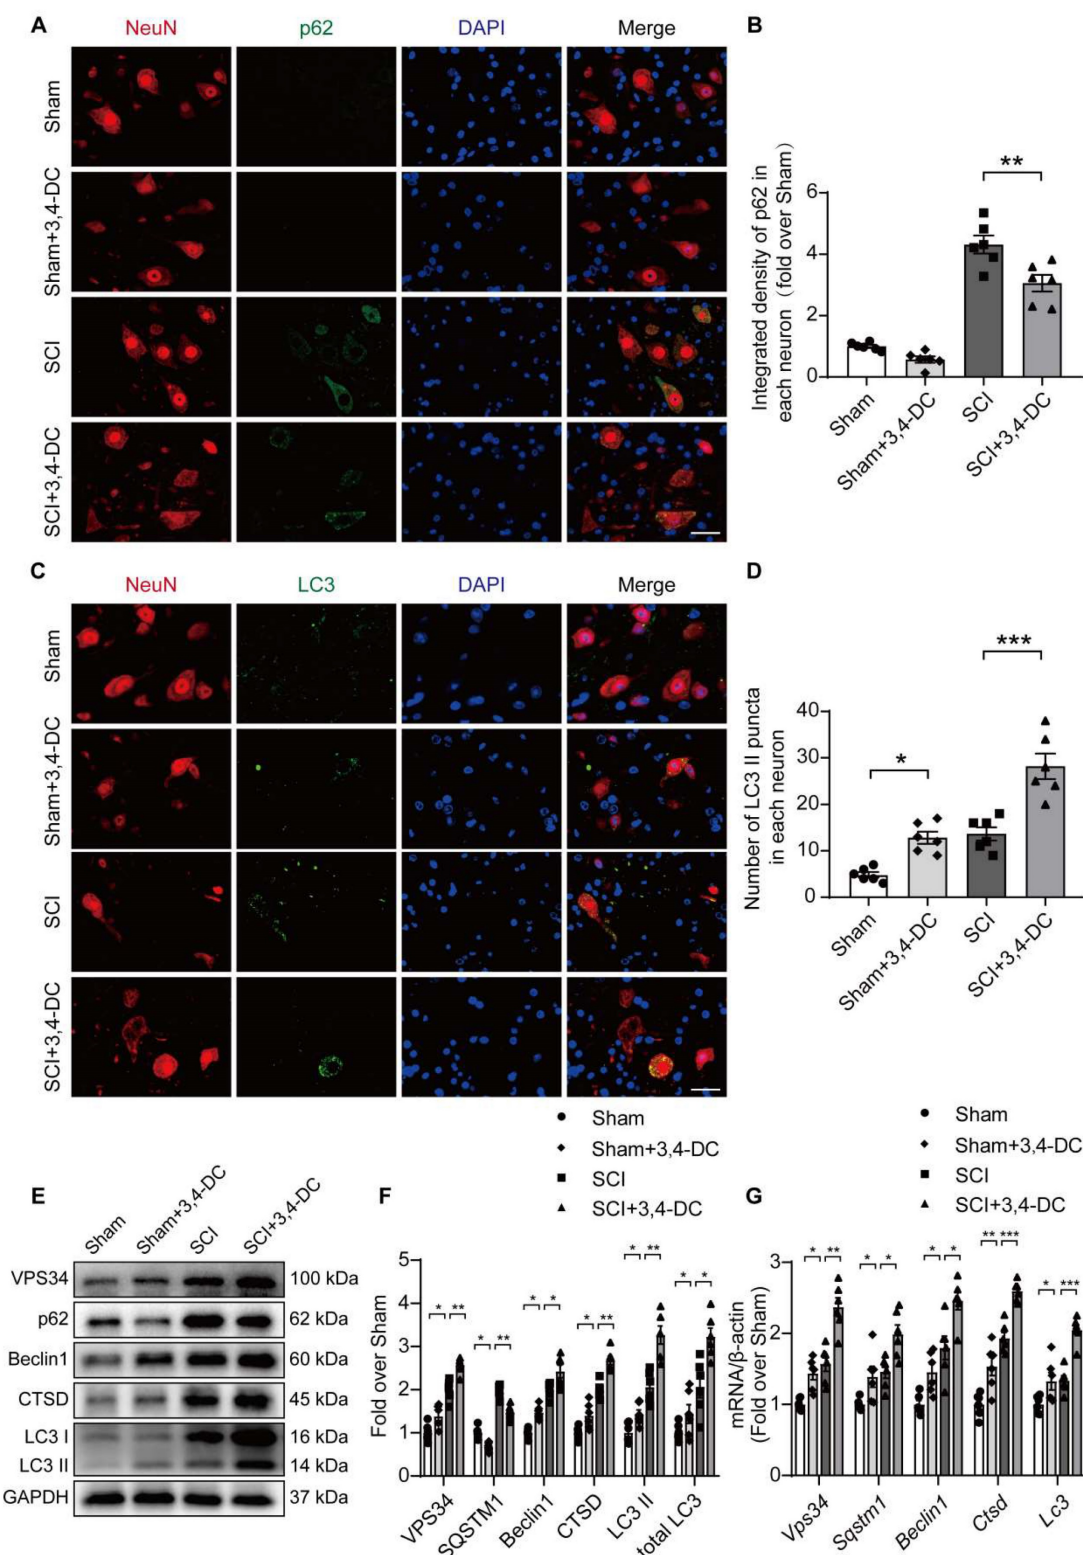 A
NeuN
p62
DAPI
Merge
Sham
Sham+3,4-DC
SCI
SCI+3,4-DC
B
Integrated density of p62 in
each neuron (fold over Sham)
6
4
2
0
**
Sham
Sham+3,4-DC
SCI
SCI+3,4-DC
C
NeuN
LC3
DAPI
Merge
Sham
Sham+3,4-DC
SCI
SCI+3,4-DC
D
Number of LC3 II puncta
in each neuron
40
30
20
10
0
*
***
Sham
Sham+3,4-DC
SCI
SCI+3,4-DC
E
Sham
Sham+3,4-DC
SCI
SCI+3,4-DC
VPS34 100 kDa
p62 62 kDa
Beclin1 60 kDa
CTSD 45 kDa
LC3 I 16 kDa
LC3 II 14 kDa
GAPDH 37 kDa
F
Sham
Sham+3,4-DC
SCI
SCI+3,4-DC
Fold over Sham
5
4
3
2
1
0
* **
* **
* *
* **
* **
* *
VPS34
SQSTM1
Beclin1
CTSD
LC3 II
total LC3
G
Sham
Sham+3,4-DC
SCI
SCI+3,4-DC
mRNA/β-actin
(Fold over Sham)
3
2
1
0
* **
* *
* *
** ***
* ***
Vps34
Sqstm1
Beclin1
Ctsd
Lc3